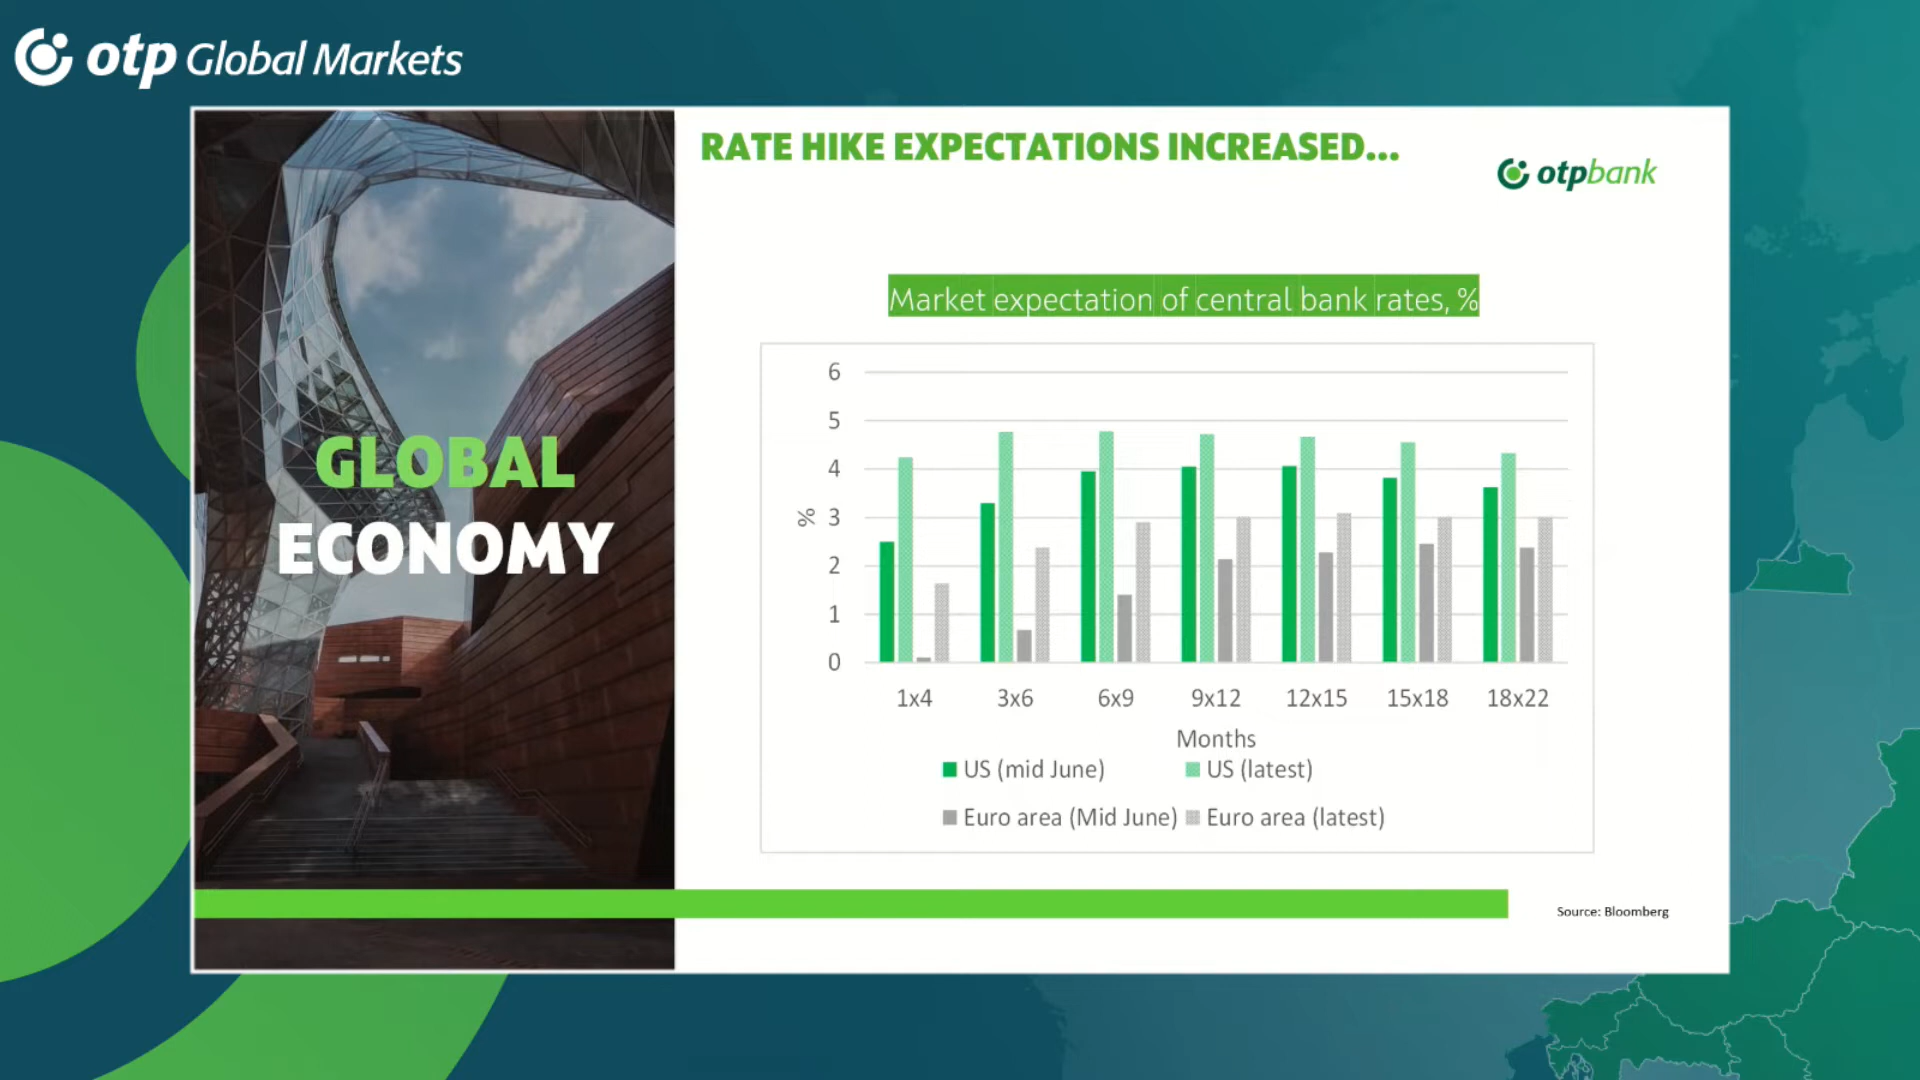 otp Global Markets
RATE HIKE EXPECTATIONS INCREASED...
otpbank
GLOBAL
ECONOMY
Market expectation of central bank rates, %
6
5
4
3
2
1
0
%
1x4 3x6 6x9 9x12 12x15 15x18 18x22
Months
US (mid June) US (latest)
Euro area (Mid June) Euro area (latest)
Source: Bloomberg